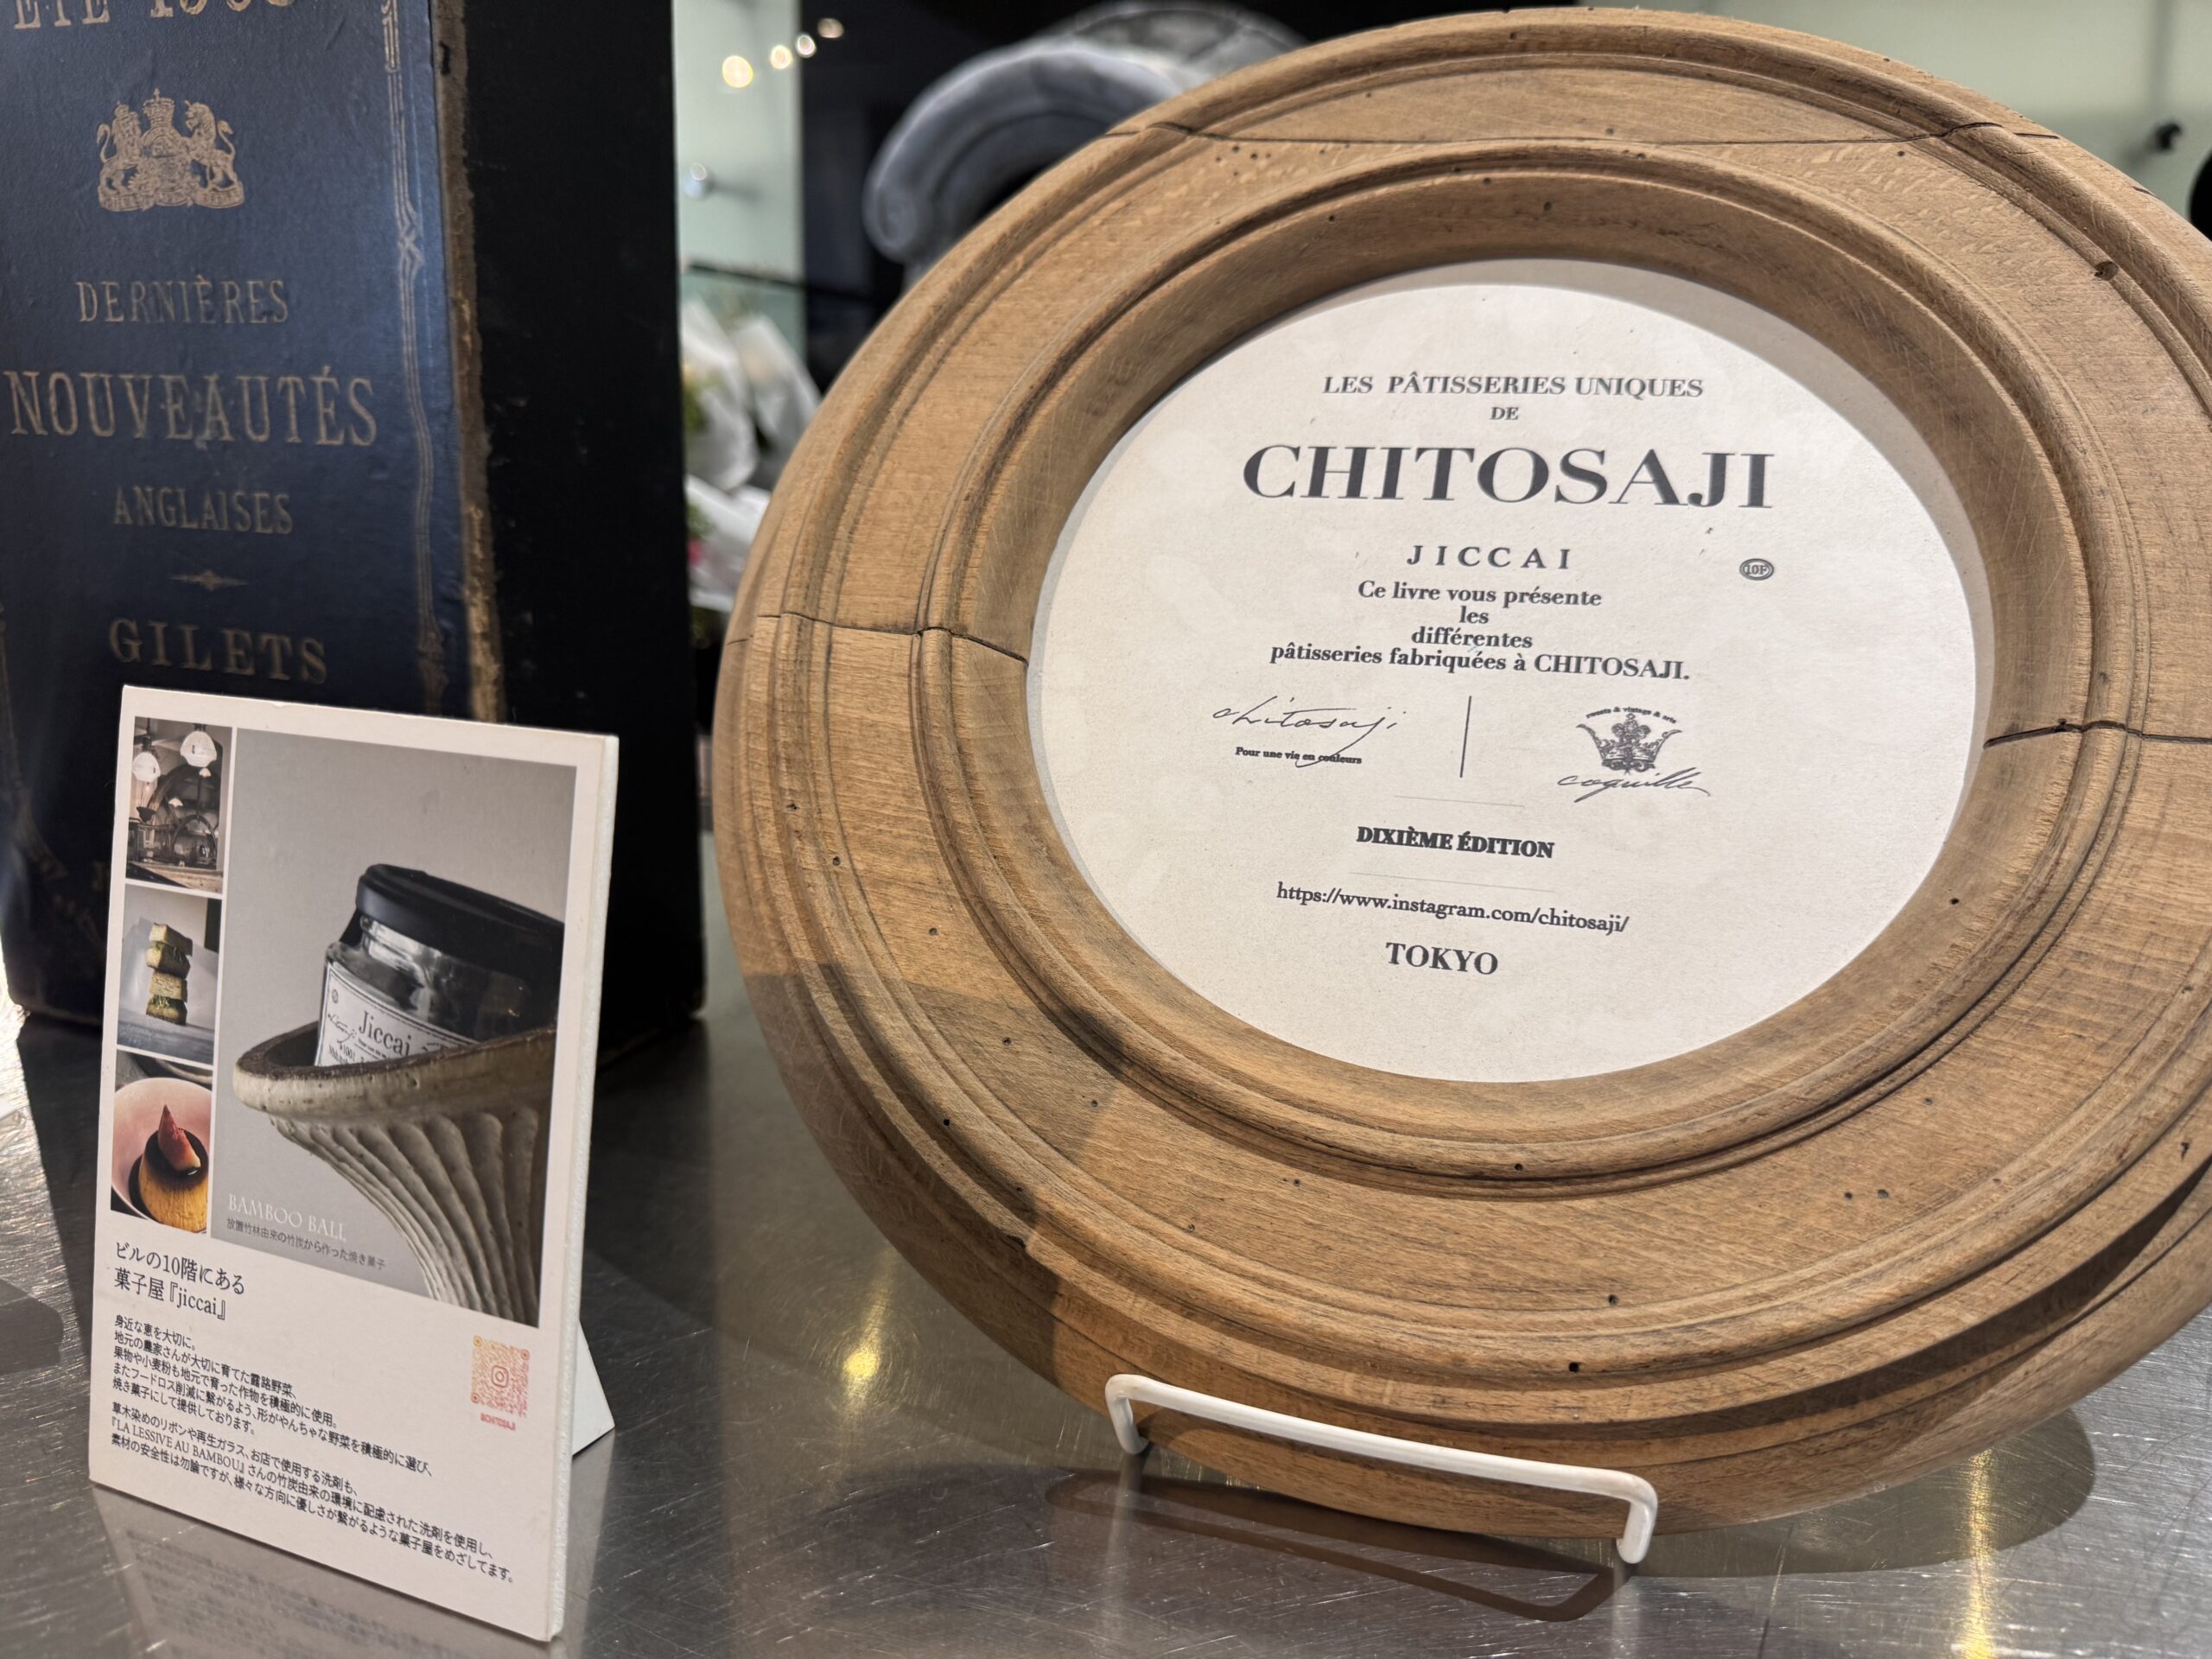 DERNIÈRES
NOUVEAUTÉS
ANGLAISES
GILETS
LES PÂTISSERIES UNIQUES
DE
CHITOSAJI
JICCAI
10F
Ce livre vous présente
les
différentes
pâtisseries fabriquées à CHITOSAJI.
chitosaji
Pour une vie en couleurs
sweets & vintage & arts
coquille
DIXIÈME ÉDITION
https://www.instagram.com/chitosaji/
TOKYO
Jiccai
BAMBOO BALL
放置竹林由来の竹炭から作った焼き菓子
ビルの10階にある
菓子屋『jiccai』
身近な恵を大切に。
地元の農家さんが大切に育てた露路野菜、
果物や小麦粉も地元で育った作物を積極的に使用。
またフードロス削減に繋がるよう、形がやんちゃな野菜を積極的に選び、
焼き菓子にして提供しております。
草木染めのリボンや再生ガラス、お店で使用する洗剤も、
『LA LESSIVE AU BAMBOU』さんの竹炭由来の環境に配慮された洗剤を使用し、
素材の安全性は勿論ですが、様々な方向に優しさが繋がるような菓子屋をめざしてます。